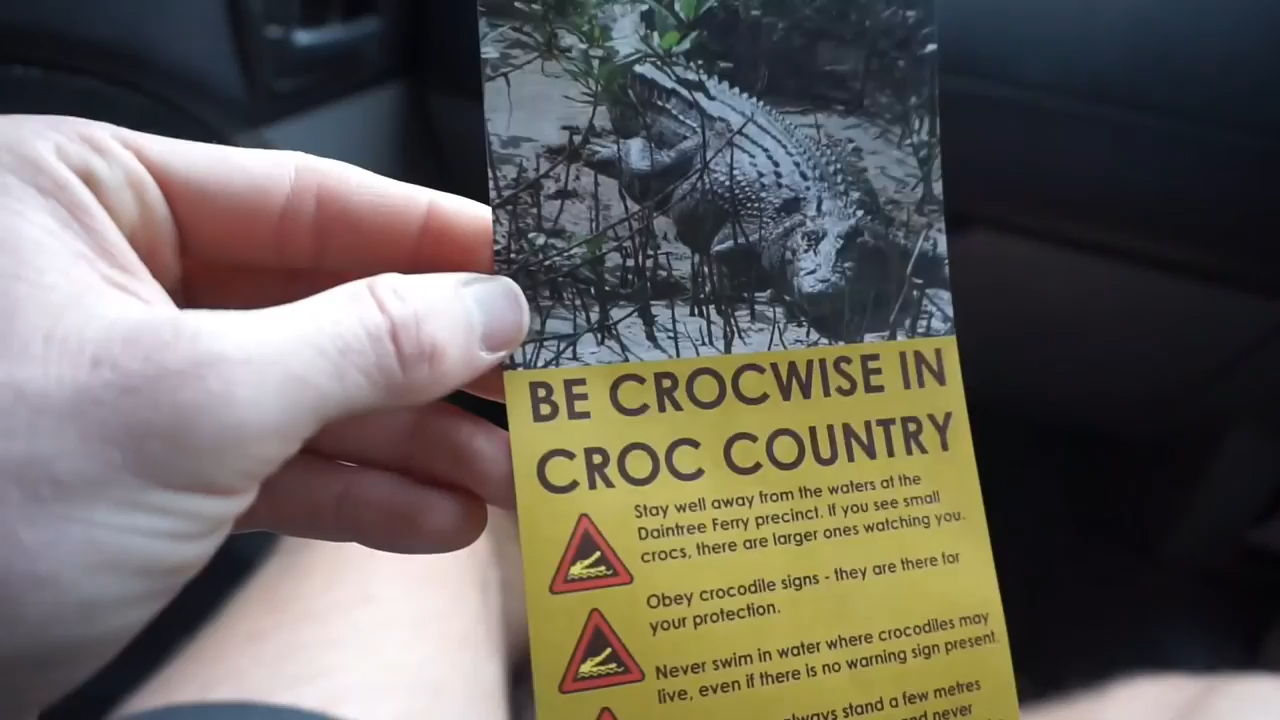 BE CROCWISE IN
CROC COUNTRY
Stay well away from the waters at the
Daintree Ferry precinct. If you see small
crocs, there are larger ones watching you.
Obey crocodile signs - they are there for
your protection.
Never swim in water where crocodiles may
live, even if there is no warning sign present.
always stand a few metres
and never